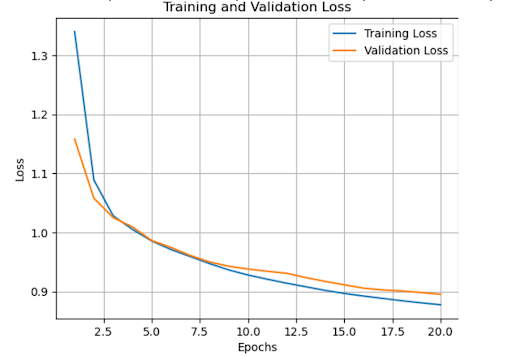 Training and Validation Loss
Training Loss
Validation Loss
1.3
1.2
1.1
1.0
0.9
Loss
2.5 5.0 7.5 10.0 12.5 15.0 17.5 20.0
Epochs